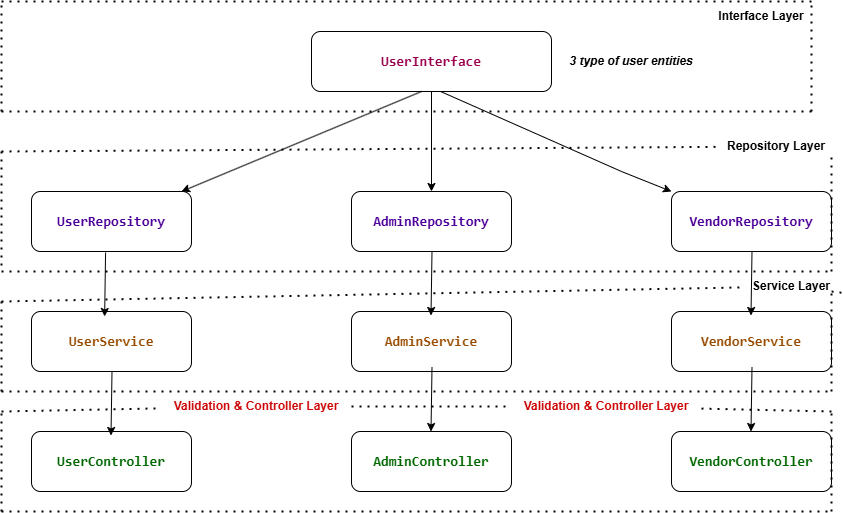 Interface Layer
UserInterface
3 type of user entities
Repository Layer
UserRepository
AdminRepository
VendorRepository
Service Layer
UserService
AdminService
VendorService
Validation & Controller Layer
Validation & Controller Layer
UserController
AdminController
VendorController